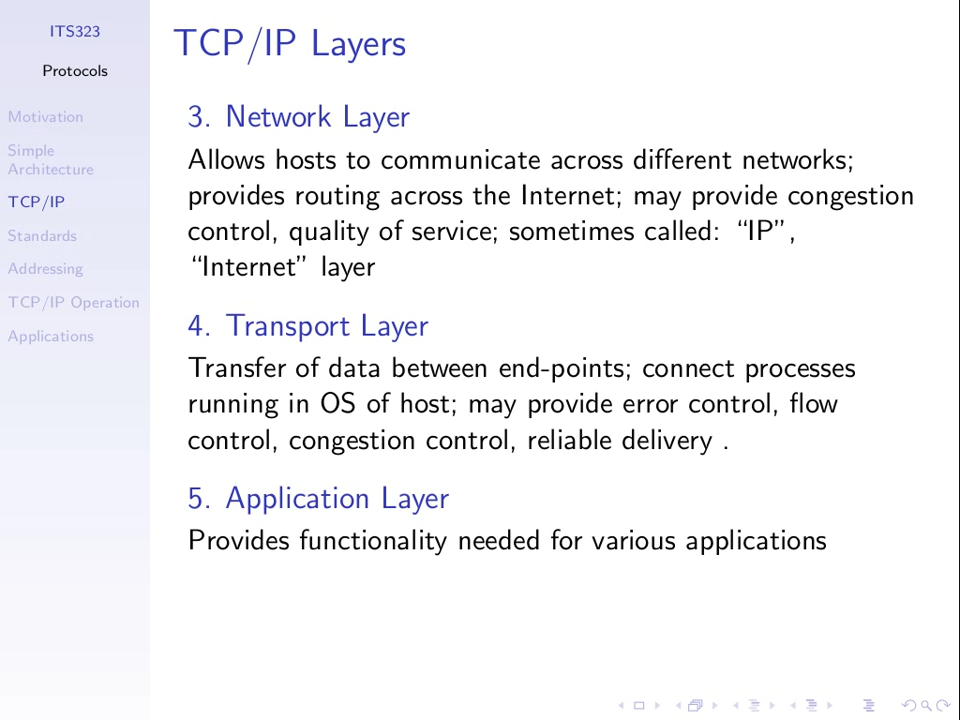 ITS323
Protocols
Motivation
Simple
Architecture
TCP/IP
Standards
Addressing
TCP/IP Operation
Applications
TCP/IP Layers
3. Network Layer
Allows hosts to communicate across different networks;
provides routing across the Internet; may provide congestion
control, quality of service; sometimes called: “IP”,
“Internet” layer
4. Transport Layer
Transfer of data between end-points; connect processes
running in OS of host; may provide error control, flow
control, congestion control, reliable delivery .
5. Application Layer
Provides functionality needed for various applications